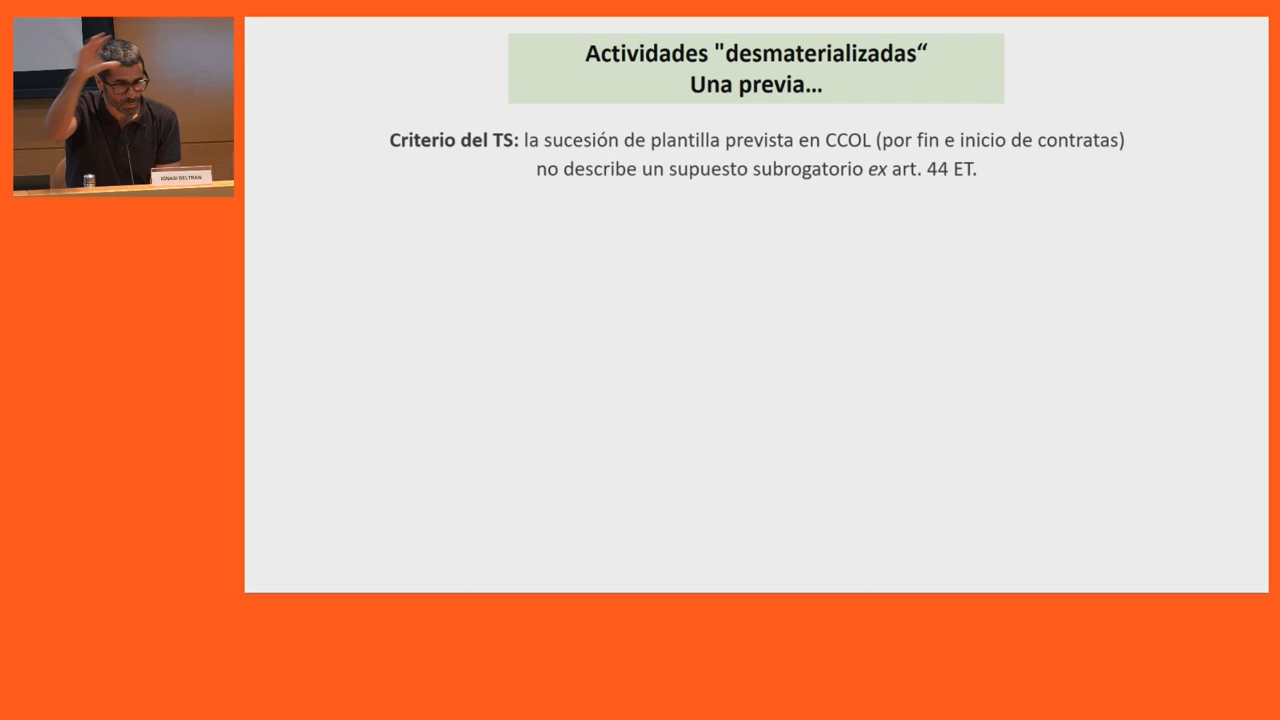 Actividades "desmaterializadas“
Una previa...
Criterio del TS: la sucesión de plantilla prevista en CCOL (por fin e inicio de contratas)
no describe un supuesto subrogatorio ex art. 44 ET.
IGNASI BELTRAN